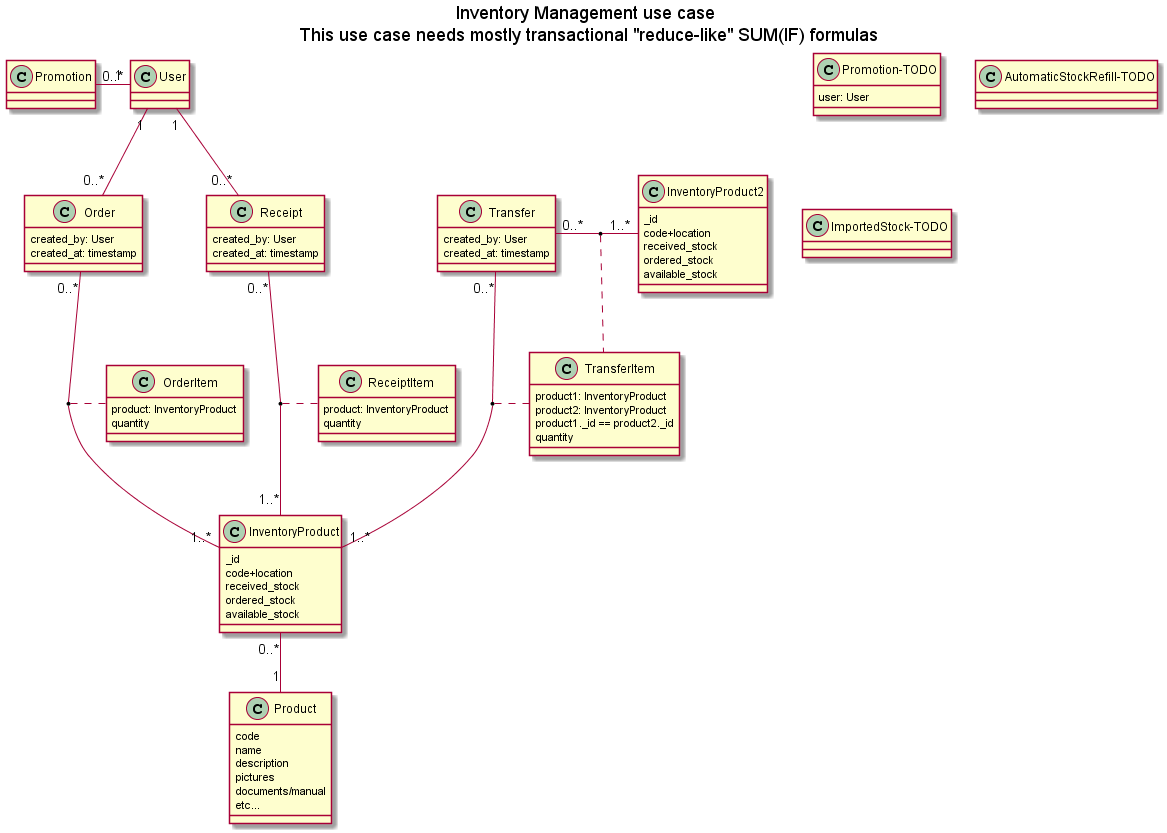 Inventory Management use case
This use case needs mostly transactional "reduce-like" SUM(IF) formulas
C Promotion
0..*
1
C User
C Promotion-TODO
user: User
C AutomaticStockRefill-TODO
1
1
0..*
0..*
C Order
created_by: User
created_at: timestamp
C Receipt
created_by: User
created_at: timestamp
C Transfer
created_by: User
created_at: timestamp
0..*
1..*
C InventoryProduct2
_id
code+location
received_stock
ordered_stock
available_stock
C ImportedStock-TODO
0..*
0..*
0..*
C OrderItem
product: InventoryProduct
quantity
C ReceiptItem
product: InventoryProduct
quantity
C TransferItem
product1: InventoryProduct
product2: InventoryProduct
product1._id == product2._id
quantity
1..*
1..*
1..*
C InventoryProduct
_id
code+location
received_stock
ordered_stock
available_stock
0..*
1
C Product
code
name
description
pictures
documents/manual
etc...